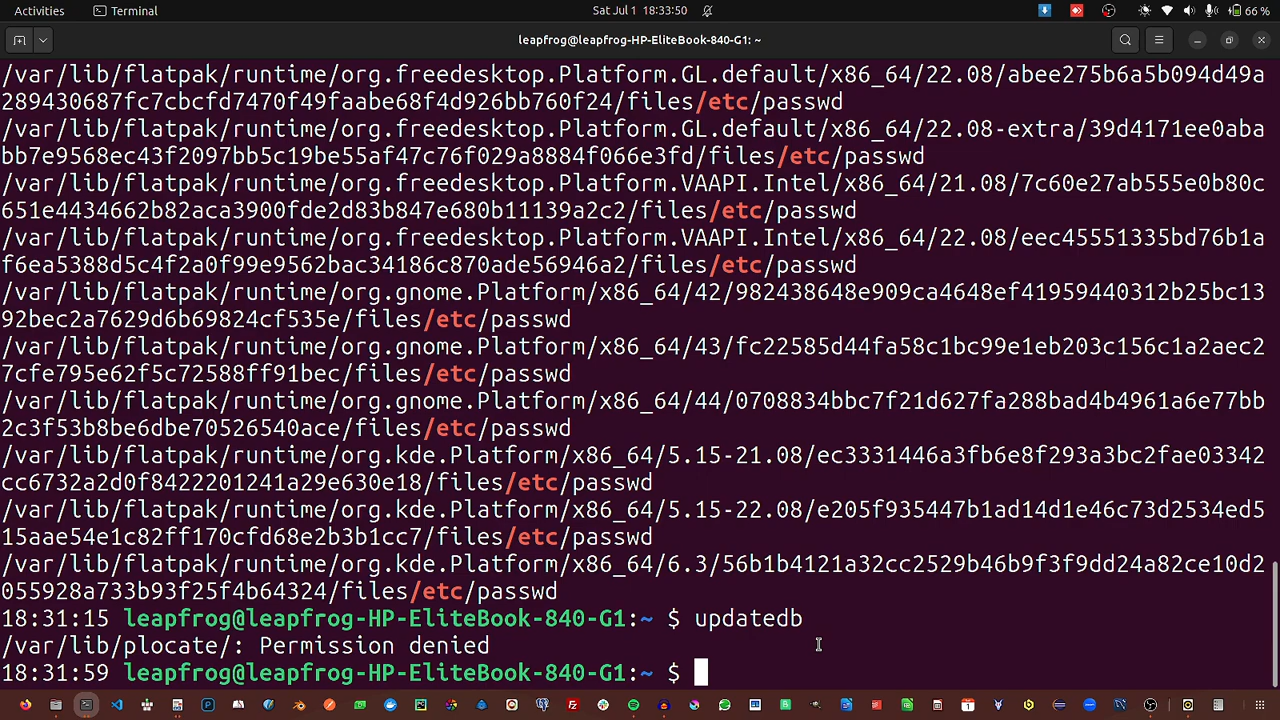 Activities
Terminal
Sat Jul 1 18:33:50
66 %
leapfrog@leapfrog-HP-EliteBook-840-G1: ~
/var/lib/flatpak/runtime/org.freedesktop.Platform.GL.default/x86_64/22.08/abee275b6a5b094d49a
289430687fc7cbcfd7470f49faabe68f4d926bb760f24/files/etc/passwd
/var/lib/flatpak/runtime/org.freedesktop.Platform.GL.default/x86_64/22.08-extra/39d4171ee0aba
bb7e9568ec43f2097bb5c19be55af47c76f029a8884f066e3fd/files/etc/passwd
/var/lib/flatpak/runtime/org.freedesktop.Platform.VAAPI.Intel/x86_64/21.08/7c60e27ab555e0b80c
651e4434662b82aca3900fde2d83b847e680b11139a2c2/files/etc/passwd
/var/lib/flatpak/runtime/org.freedesktop.Platform.VAAPI.Intel/x86_64/22.08/eec45551335bd76b1a
f6ea5388d5c4f2a0f99e9562bac34186c870ade56946a2/files/etc/passwd
/var/lib/flatpak/runtime/org.gnome.Platform/x86_64/42/982438648e909ca4648ef41959440312b25bc13
92bec2a7629d6b69824cf535e/files/etc/passwd
/var/lib/flatpak/runtime/org.gnome.Platform/x86_64/43/fc22585d44fa58c1bc99e1eb203c156c1a2aec2
7cfe795e62f5c72588ff91bec/files/etc/passwd
/var/lib/flatpak/runtime/org.gnome.Platform/x86_64/44/0708834bbc7f21d627fa288bad4b4961a6e77bb
2c3f53b8be6dbe70526540ace/files/etc/passwd
/var/lib/flatpak/runtime/org.kde.Platform/x86_64/5.15-21.08/ec3331446a3fb6e8f293a3bc2fae03342
cc6732a2d0f8422201241a29e630e18/files/etc/passwd
/var/lib/flatpak/runtime/org.kde.Platform/x86_64/5.15-22.08/e205f935447b1ad14d1e46c73d2534ed5
15aae54e1c82ff170cfd68e2b3b1cc7/files/etc/passwd
/var/lib/flatpak/runtime/org.kde.Platform/x86_64/6.3/56b1b4121a32cc2529b46b9f3f9dd24a82ce10d2
055928a733b93f25f4b64324/files/etc/passwd
18:31:15 leapfrog@leapfrog-HP-EliteBook-840-G1:~ $ updatedb
/var/lib/plocate/: Permission denied
18:31:59 leapfrog@leapfrog-HP-EliteBook-840-G1:~ $